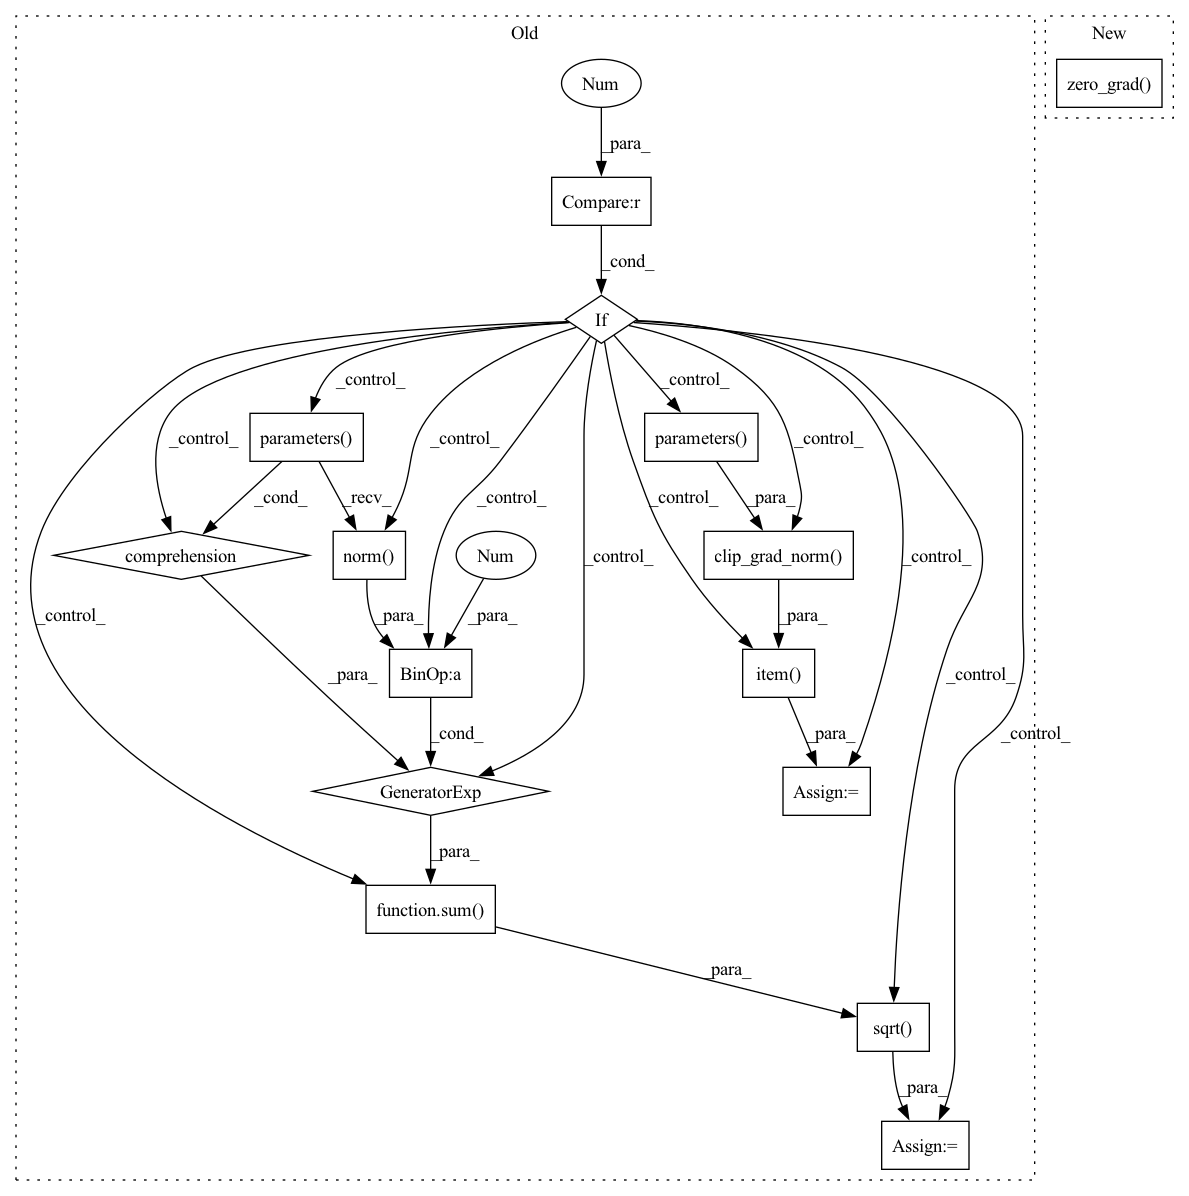 Old
New
Num
zero_grad()
_para_
Compare:r
_cond_
If
_control_
_control_
_control_
_control_
parameters()
parameters()
_control_
_control_
_control_
_cond_
_recv_
_control_
_control_
_para_
comprehension
norm()
Num
_control_
clip_grad_norm()
_control_
_control_
_para_
_para_
_para_
BinOp:a
item()
_para_
_control_
_cond_
_para_
_control_
GeneratorExp
Assign:=
_para_
function.sum()
_para_
sqrt()
_para_
Assign:=